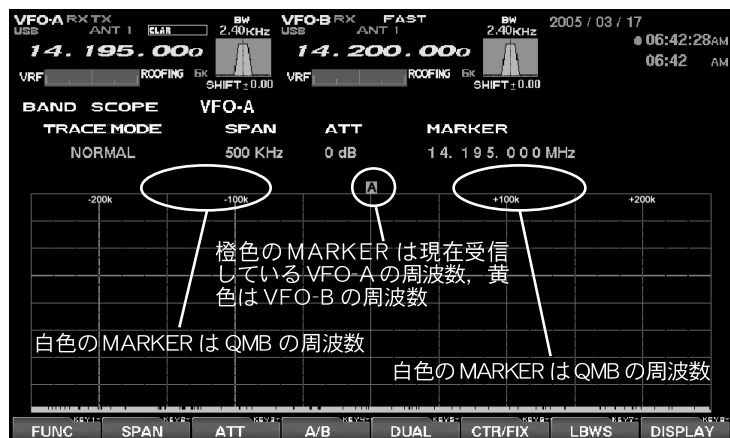 VFO-A RX TX BW VFO-B RX FAST BW 2005 / 03 / 17
USB ANT 1 CLAR 2.40KHz USB ANT 1 2.40KHz
14. 195. 000 14. 200. 000 06:42:28AM
VRF ROOFING 6K VRF ROOFING 6K 06:42 AM
SHIFT± 0.00 SHIFT± 0.00
BAND SCOPE VFO-A
TRACE MODE SPAN ATT MARKER
NORMAL 500 KHz 0 dB 14. 195. 000 MHz
A
-200k -100k +100k +200k
橙色の MARKER は現在受信
している VFO-A の周波数，黄
色は VFO-B の周波数
白色の MARKER は QMB の周波数
白色の MARKER は QMB の周波数
FUNC SPAN ATT A/B DUAL CTR/FIX LBWS DISPLAY